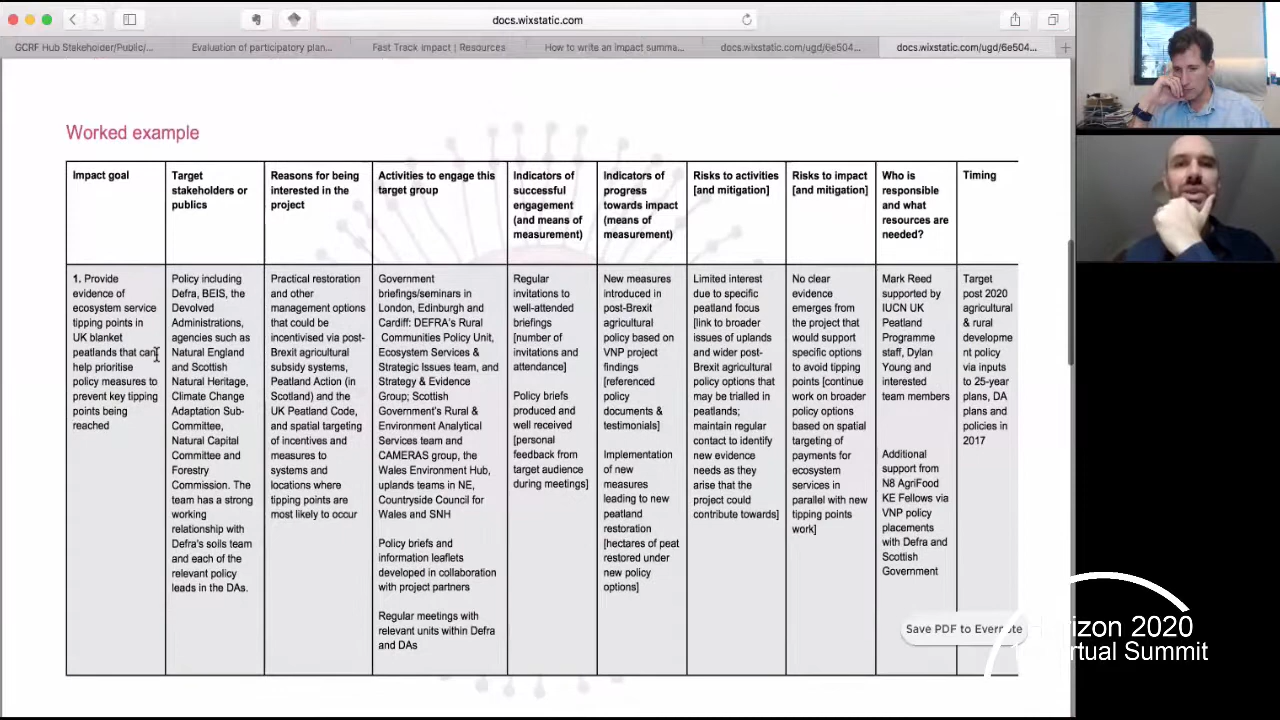 docs.wixstatic.com
GCRF Hub Stakeholder/Public/...
Evaluation of participatory plan...
Fast Track Impact | Resources
How to write an impact summa...
docs.wixstatic.com/ugd/6e504...
docs.wixstatic.com/ugd/6e504...
Worked example
Impact goal
Target
stakeholders or
publics
Reasons for being
interested in the
project
Activities to engage this
target group
Indicators of
successful
engagement
(and means of
measurement)
Indicators of
progress
towards impact
(means of
measurement)
Risks to activities
[and mitigation]
Risks to impact
[and mitigation]
Who is
responsible
and what
resources are
needed?
Timing
1. Provide
evidence of
ecosystem service
tipping points in
UK blanket
peatlands that can
help prioritise
policy measures to
prevent key tipping
points being
reached
Policy including
Defra, BEIS, the
Devolved
Administrations,
agencies such as
Natural England
and Scottish
Natural Heritage,
Climate Change
Adaptation Sub-
Committee,
Natural Capital
Committee and
Forestry
Commission. The
team has a strong
working
relationship with
Defra's soils team
and each of the
relevant policy
leads in the DAs.
Practical restoration
and other
management options
that could be
incentivised via post-
Brexit agricultural
subsidy systems,
Peatland Action (in
Scotland) and the
UK Peatland Code,
and spatial targeting
of incentives and
measures to
systems and
locations where
tipping points are
most likely to occur
Government
briefings/seminars in
London, Edinburgh and
Cardiff: DEFRA's Rural
Communities Policy Unit,
Ecosystem Services &
Strategic Issues team, and
Strategy & Evidence
Group; Scottish
Government's Rural &
Environment Analytical
Services team and
CAMERAS group, the
Wales Environment Hub,
uplands teams in NE,
Countryside Council for
Wales and SNH
Policy briefs and
information leaflets
developed in collaboration
with project partners
Regular meetings with
relevant units within Defra
and DAs
Regular
invitations to
well-attended
briefings
[number of
invitations and
attendance]
Policy briefs
produced and
well received
[personal
feedback from
target audience
during meetings]
New measures
introduced in
post-Brexit
agricultural
policy based on
VNP project
findings
[referenced
policy
documents &
testimonials]
Implementation
of new
measures
leading to new
peatland
restoration
[hectares of peat
restored under
new policy
options]
Limited interest
due to specific
peatland focus
[link to broader
issues of uplands
and wider post-
Brexit agricultural
policy options that
may be trialled in
peatlands;
maintain regular
contact to identify
new evidence
needs as they
arise that the
project could
contribute towards]
No clear
evidence
emerges from
the project that
would support
specific options
to avoid tipping
points [continue
work on broader
policy options
based on spatial
targeting of
payments for
ecosystem
services in
parallel with new
tipping points
work]
Mark Reed
supported by
IUCN UK
Peatland
Programme
staff, Dylan
Young and
interested
team members
Additional
support from
N8 AgriFood
KE Fellows via
VNP policy
placements
with Defra and
Scottish
Government
Target
post 2020
agricultural
& rural
developme
nt policy
via inputs
to 25-year
plans, DA
plans and
policies in
2017
Save PDF to Evernote
Horizon 2020
Virtual Summit